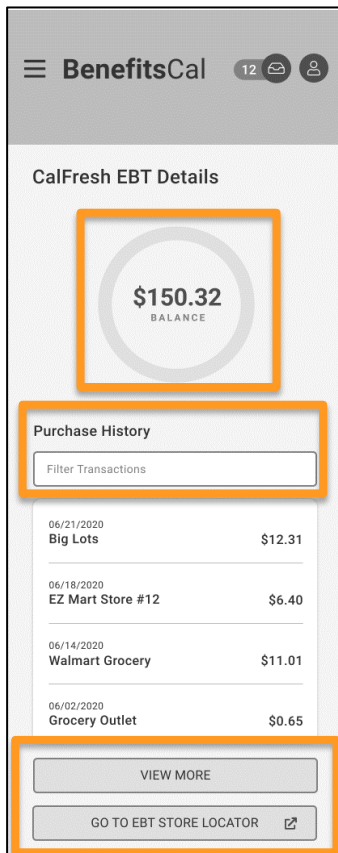 BenefitsCal 12
CalFresh EBT Details
$150.32
BALANCE
Purchase History
Filter Transactions
06/21/2020
Big Lots $12.31
06/18/2020
EZ Mart Store #12 $6.40
06/14/2020
Walmart Grocery $11.01
06/02/2020
Grocery Outlet $0.65
VIEW MORE
GO TO EBT STORE LOCATOR